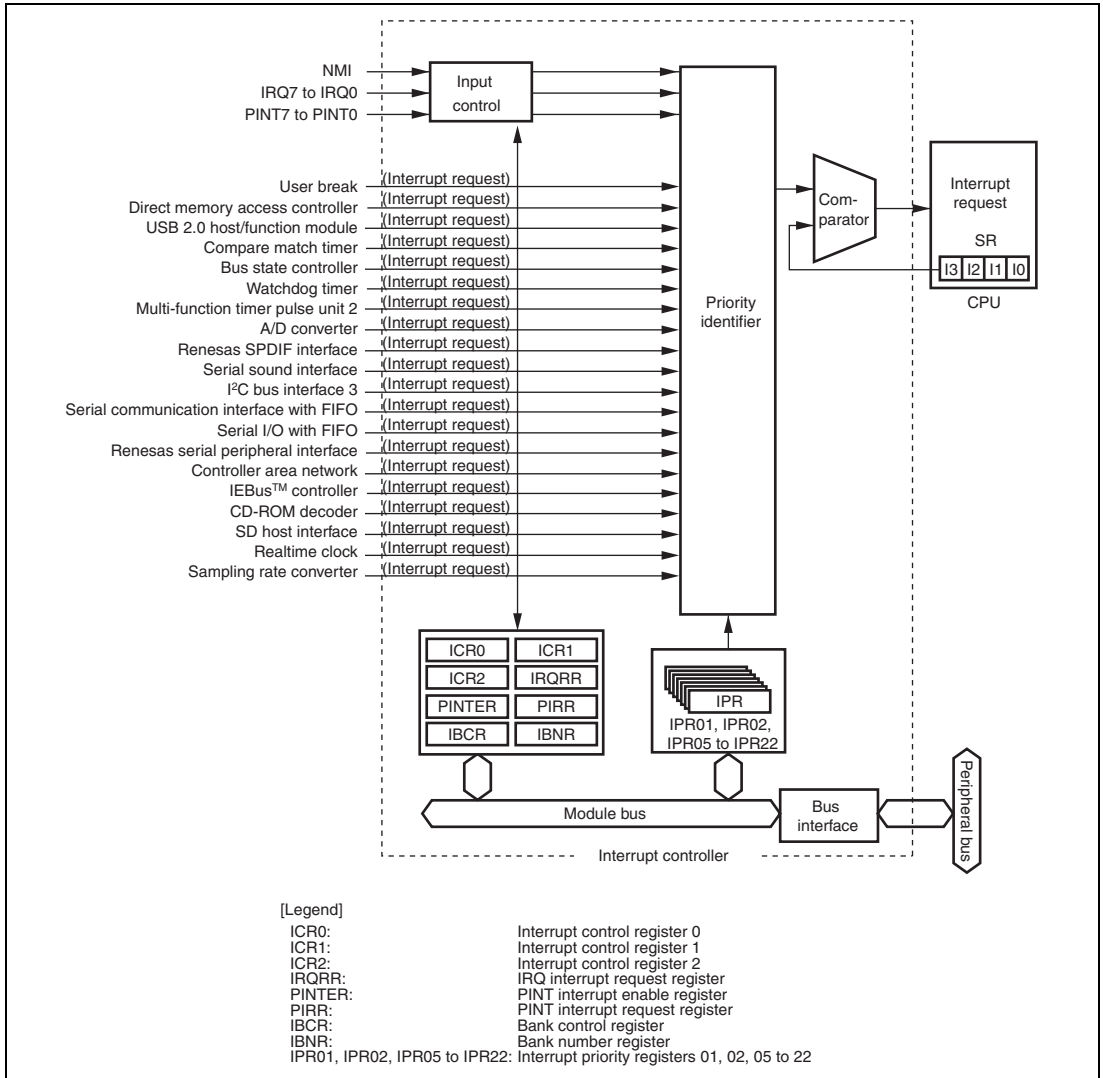 NMI
IRQ7 to IRQ0
PINT7 to PINT0
Input
control
User break (Interrupt request)
Direct memory access controller (Interrupt request)
USB 2.0 host/function module (Interrupt request)
Compare match timer (Interrupt request)
Bus state controller (Interrupt request)
Watchdog timer (Interrupt request)
Multi-function timer pulse unit 2 (Interrupt request)
A/D converter (Interrupt request)
Renesas SPDIF interface (Interrupt request)
Serial sound interface (Interrupt request)
I²C bus interface 3 (Interrupt request)
Serial communication interface with FIFO (Interrupt request)
Serial I/O with FIFO (Interrupt request)
Renesas serial peripheral interface (Interrupt request)
Controller area network (Interrupt request)
IEBus™ controller (Interrupt request)
CD-ROM decoder (Interrupt request)
SD host interface (Interrupt request)
Realtime clock (Interrupt request)
Sampling rate converter (Interrupt request)
Priority
identifier
Com-
parator
Interrupt
request
SR
I3 I2 I1 I0
CPU
ICR0 ICR1
ICR2 IRQRR
PINTER PIRR
IBCR IBNR
IPR
IPR01, IPR02,
IPR05 to IPR22
Module bus
Bus
interface
Peripheral bus
Interrupt controller
[Legend]
ICR0: Interrupt control register 0
ICR1: Interrupt control register 1
ICR2: Interrupt control register 2
IRQRR: IRQ interrupt request register
PINTER: PINT interrupt enable register
PIRR: PINT interrupt request register
IBCR: Bank control register
IBNR: Bank number register
IPR01, IPR02, IPR05 to IPR22: Interrupt priority registers 01, 02, 05 to 22